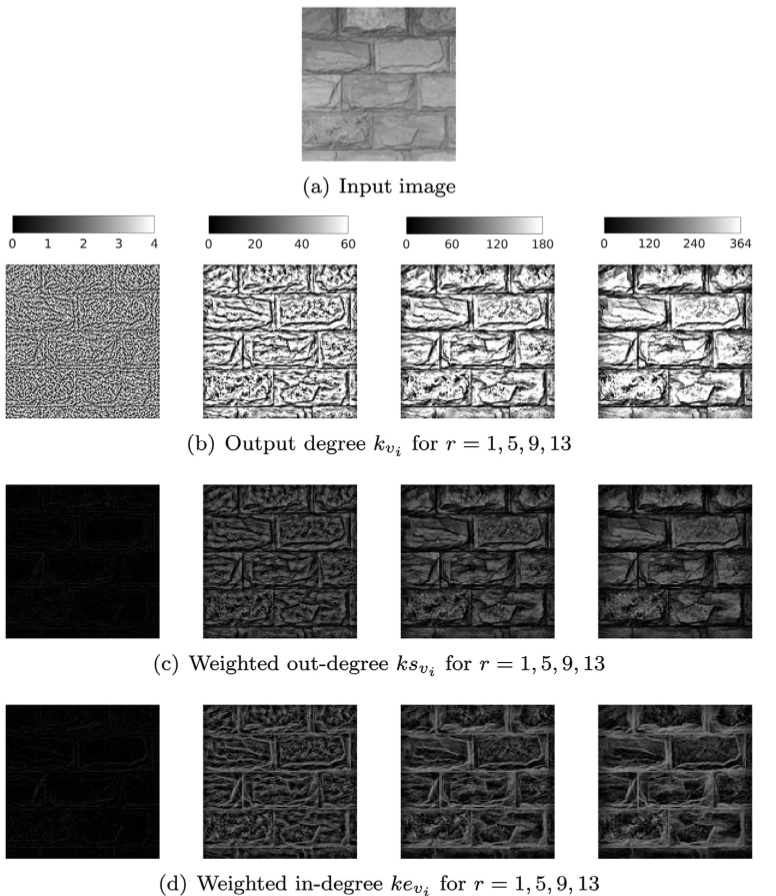 (a) Input image
0 1 2 3 4 0 20 40 60 0 60 120 180 0 120 240 364
(b) Output degree k_{v_i} for r = 1, 5, 9, 13
(c) Weighted out-degree ks_{v_i} for r = 1, 5, 9, 13
(d) Weighted in-degree ke_{v_i} for r = 1, 5, 9, 13